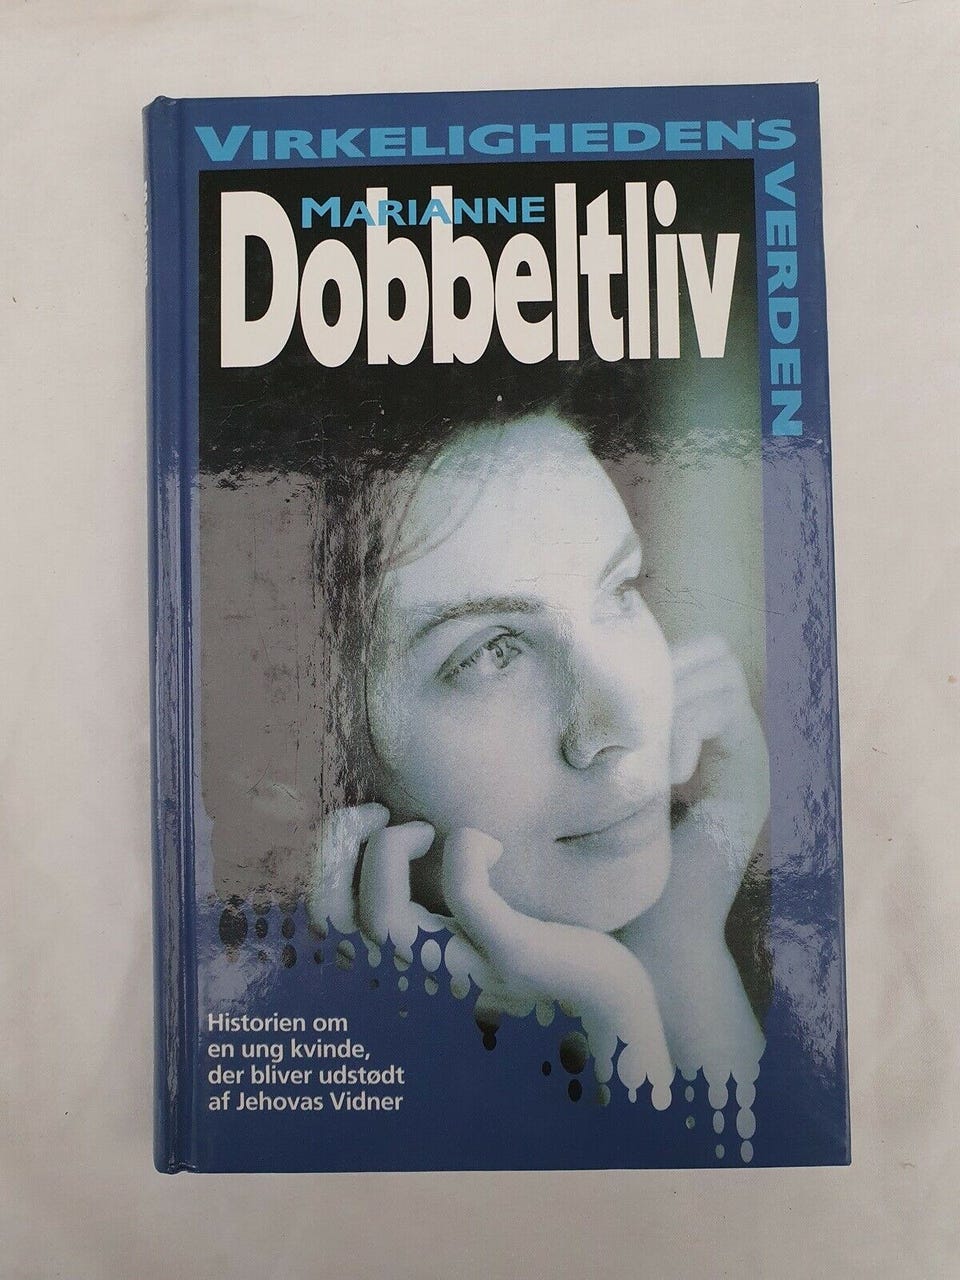 VIRKELIGHEDENS
VERDEN
MARIANNE
Dobbeltliv
Historien om
en ung kvinde,
der bliver udstødt
af Jehovas Vidner